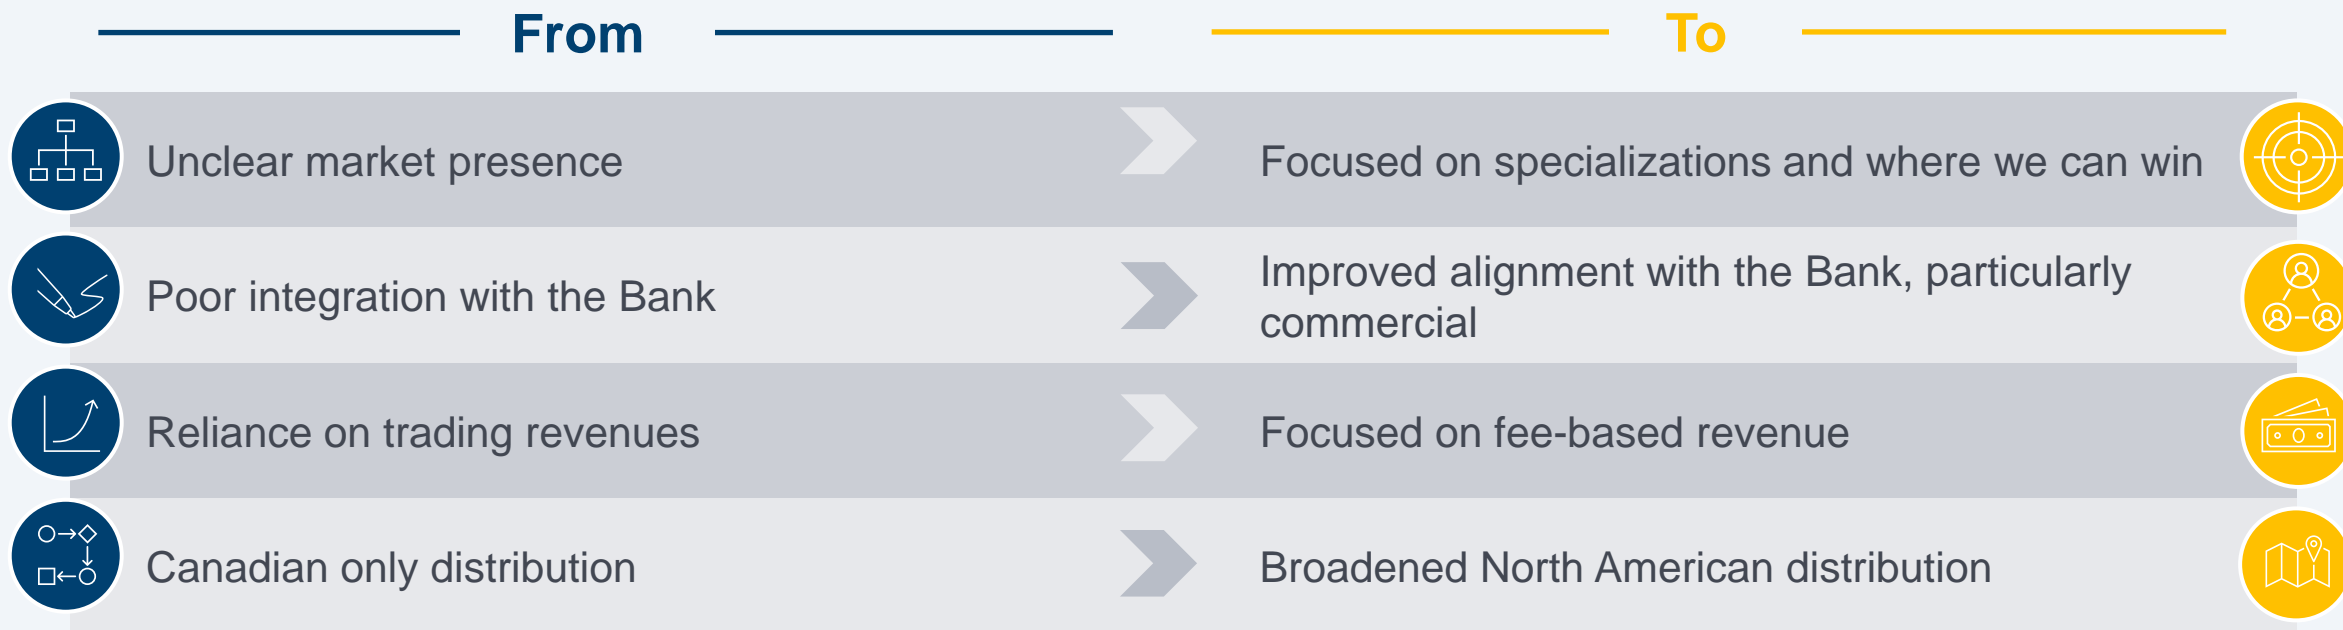 From
To
Unclear market presence
Focused on specializations and where we can win
Poor integration with the Bank
Improved alignment with the Bank, particularly
commercial
Reliance on trading revenues
Focused on fee-based revenue
Canadian only distribution
Broadened North American distribution